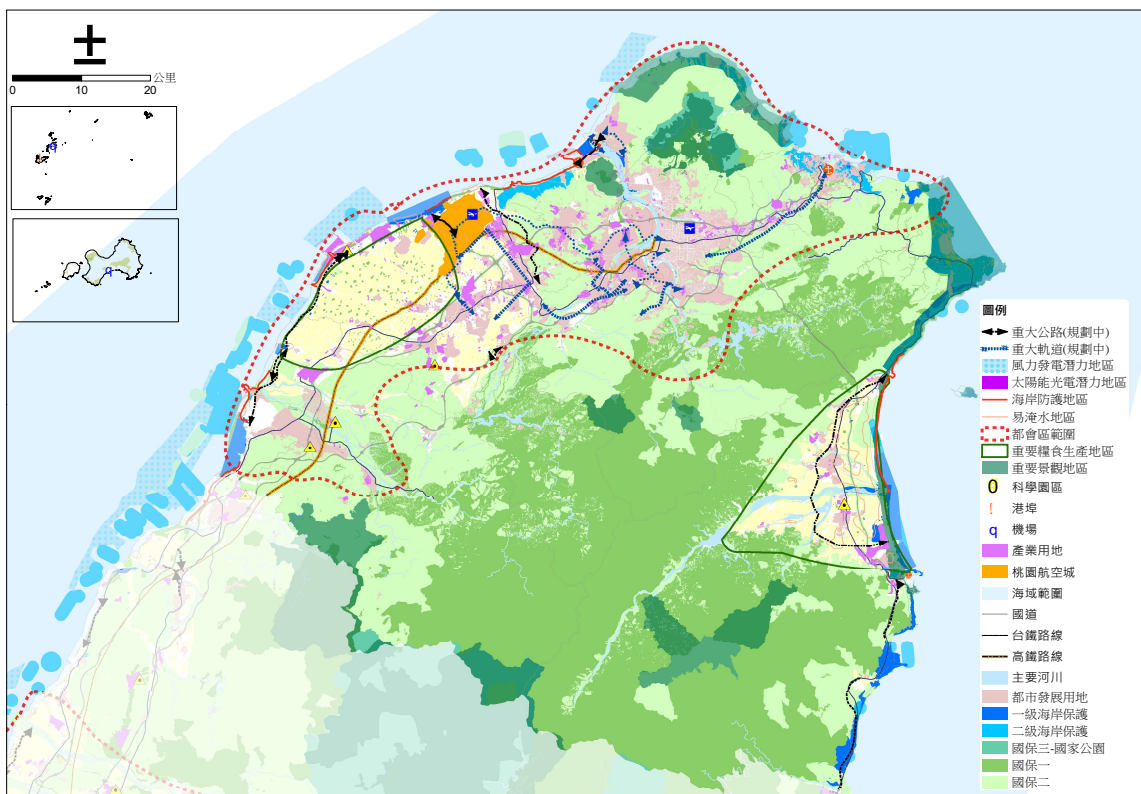 公里
0 10 20
q
q
圖例
重大公路(規劃中)
重大軌道(規劃中)
風力發電潛力地區
太陽能光電潛力地區
海岸防護地區
易淹水地區
都會區範圍
重要糧食生產地區
重要景觀地區
0 科學園區
! 港埠
q 機場
產業用地
桃園航空城
海域範圍
國道
台鐵路線
高鐵路線
主要河川
都市發展用地
一級海岸保護
二級海岸保護
國保三-國家公園
國保一
國保二